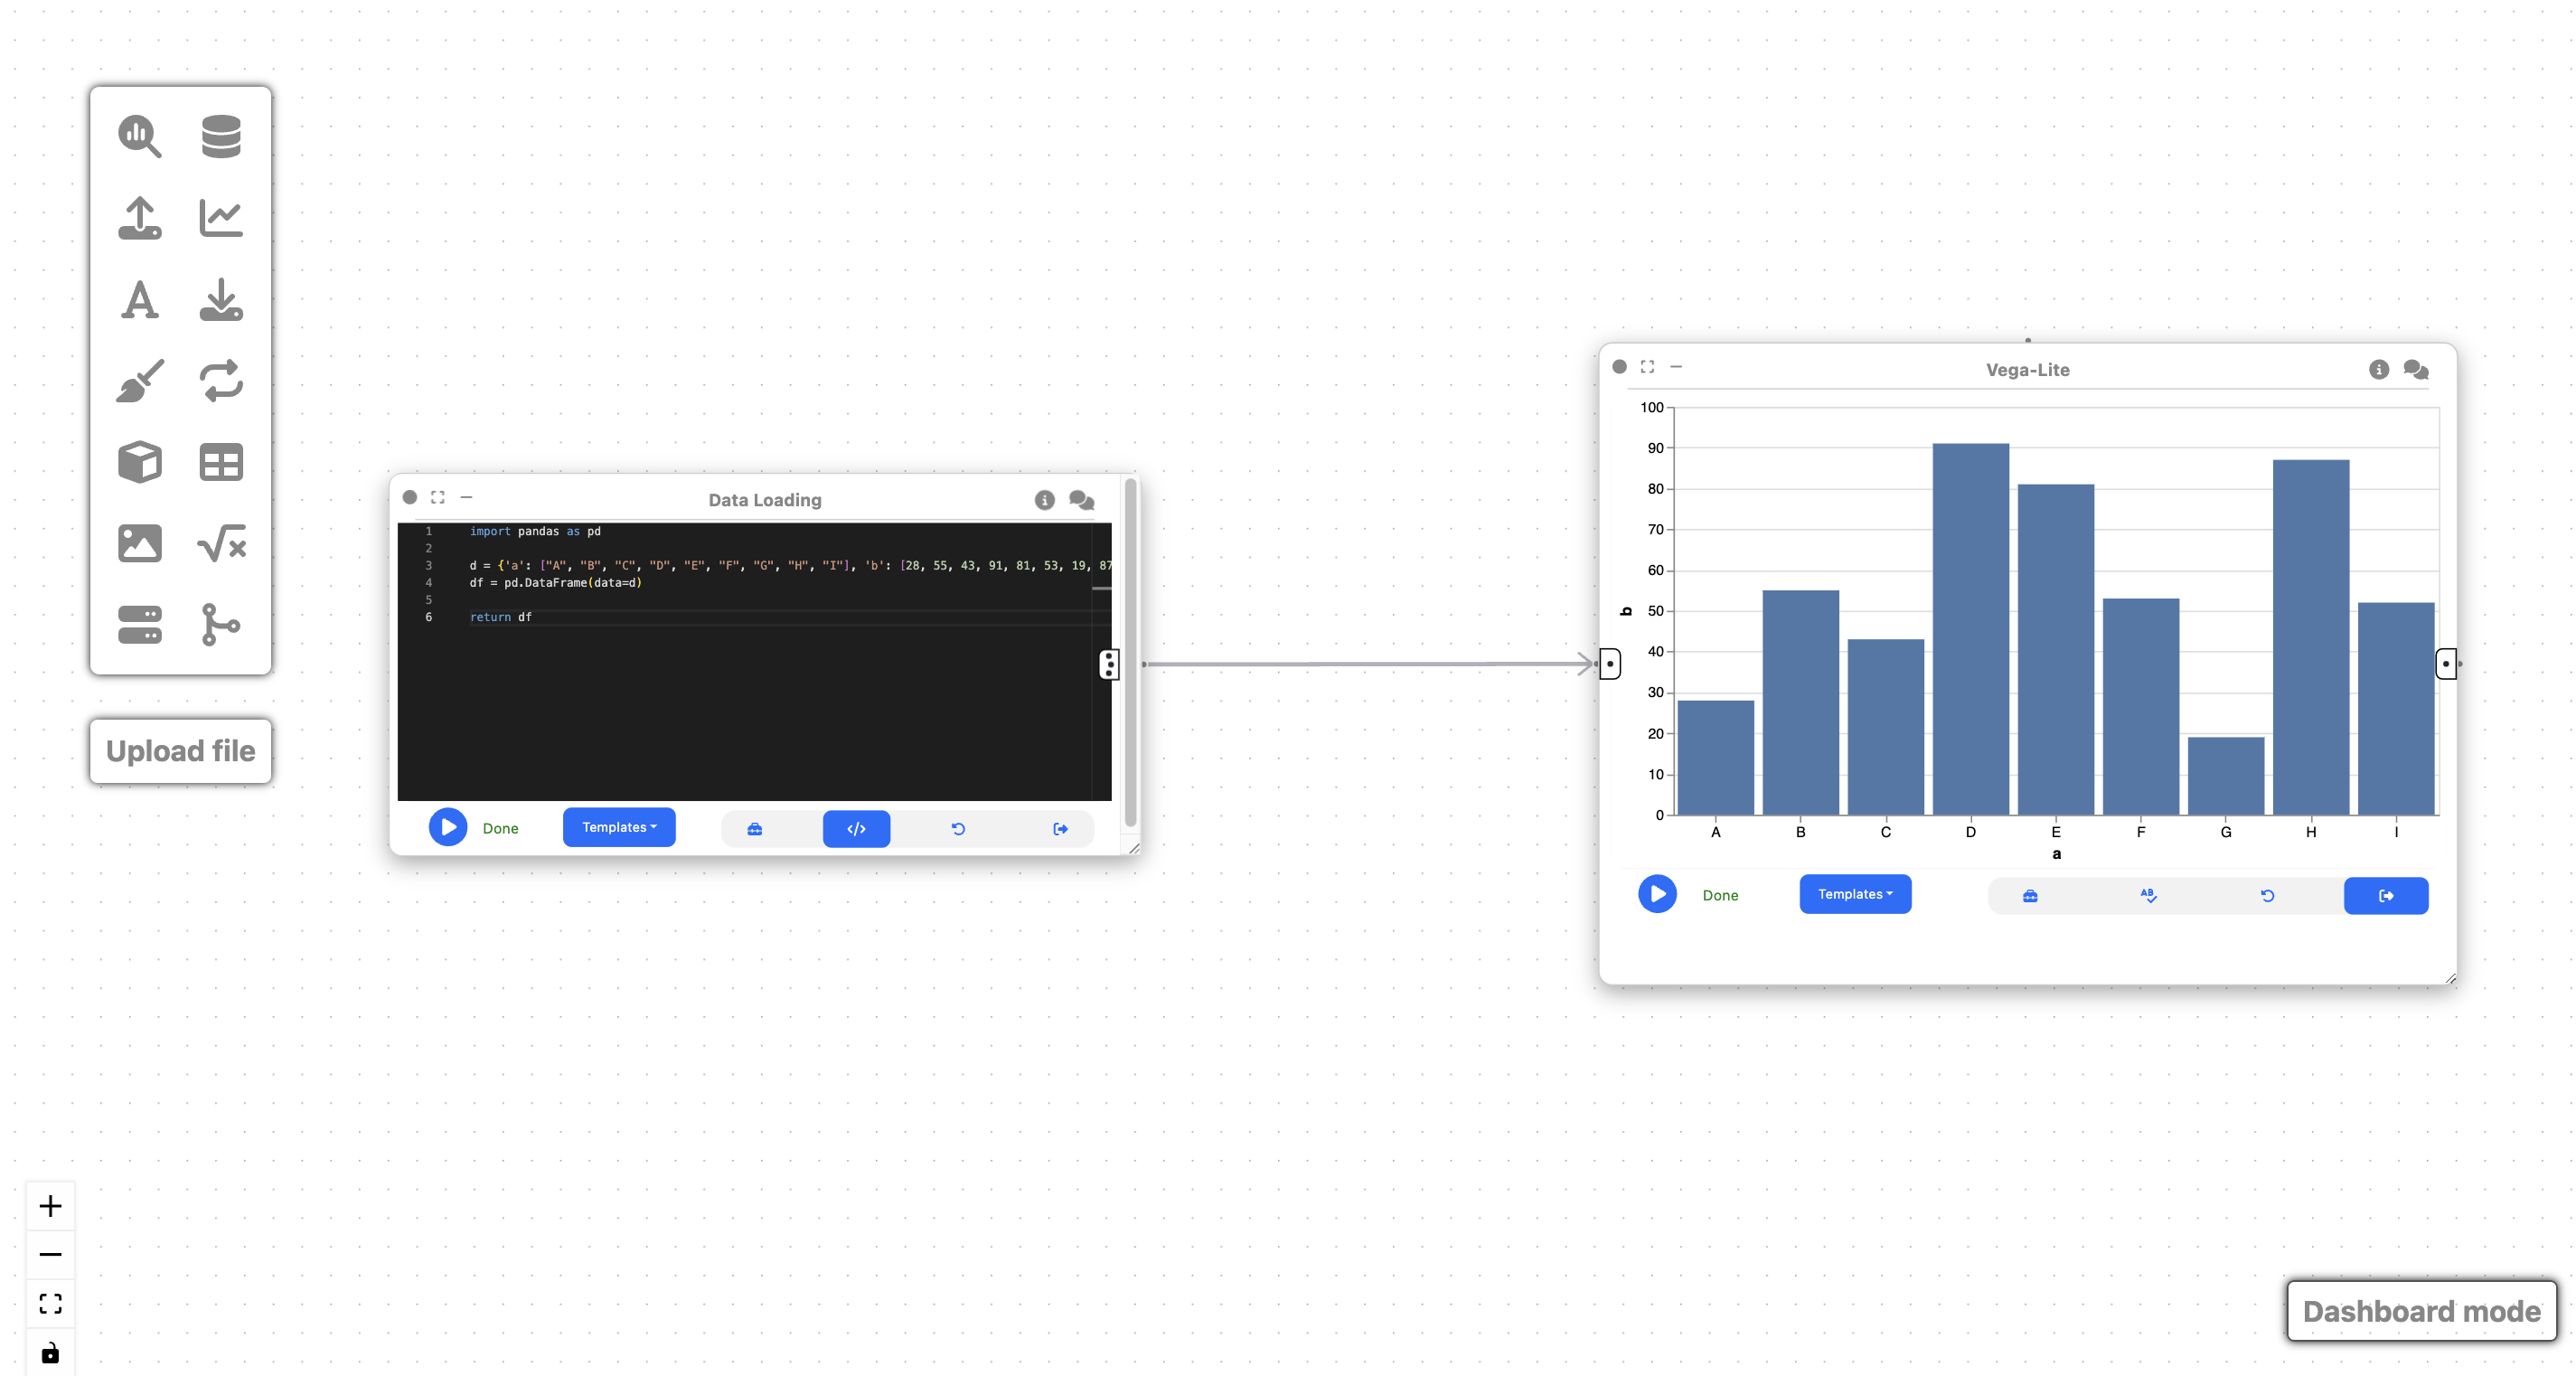 Upload file
Data Loading
1 import pandas as pd
2
3 d = {'a': ["A", "B", "C", "D", "E", "F", "G", "H", "I"], 'b': [28, 55, 43, 91, 81, 53, 19, 87
4 df = pd.DataFrame(data=d)
5
6 return df
Done
Templates
</>
Vega-Lite
100
90
80
70
60
50
40
30
20
10
0
b
A B C D E F G H I
a
Done
Templates
AB
Dashboard mode